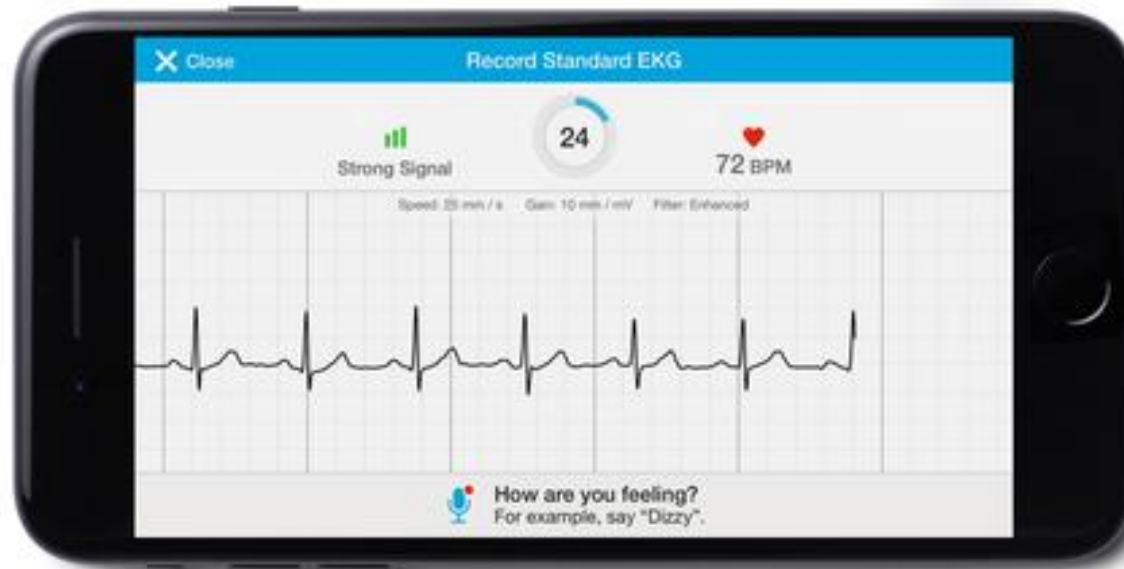 Close
Record Standard EKG
24
Strong Signal
72 BPM
Speed: 25 mm / s Gain: 10 mm / mV Filter: Enhanced
How are you feeling?
For example, say "Dizzy".